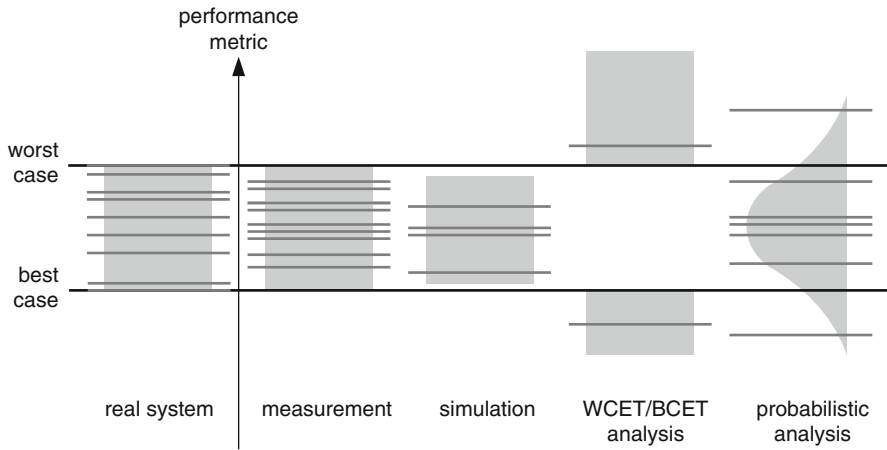 performance
metric
worst
case
best
case
real system
measurement
simulation
WCET/BCET
analysis
probabilistic
analysis